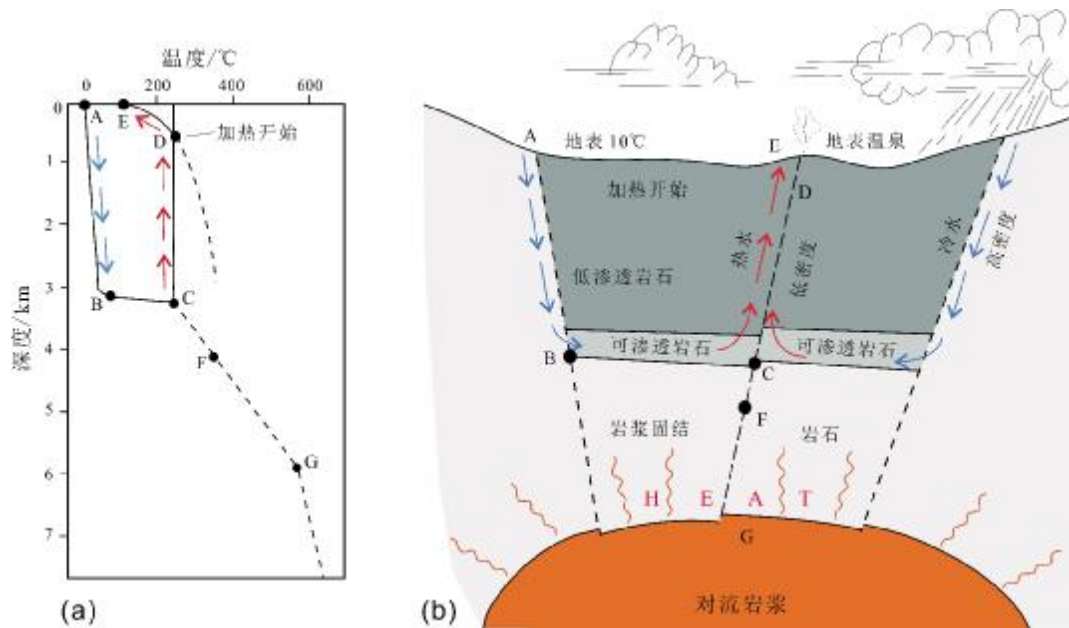 温度/℃
0 200 400 600
0
A
E
D
加热开始
1
2
3
B
C
深度/km
4
F
5
G
6
7
(a)
A
地表10℃
E
地表温泉
加热开始
D
热水
低密度
冷水
高密度
低渗透岩石
可渗透岩石
可渗透岩石
B
C
F
岩浆固结
岩石
H E A T
G
对流岩浆
(b)